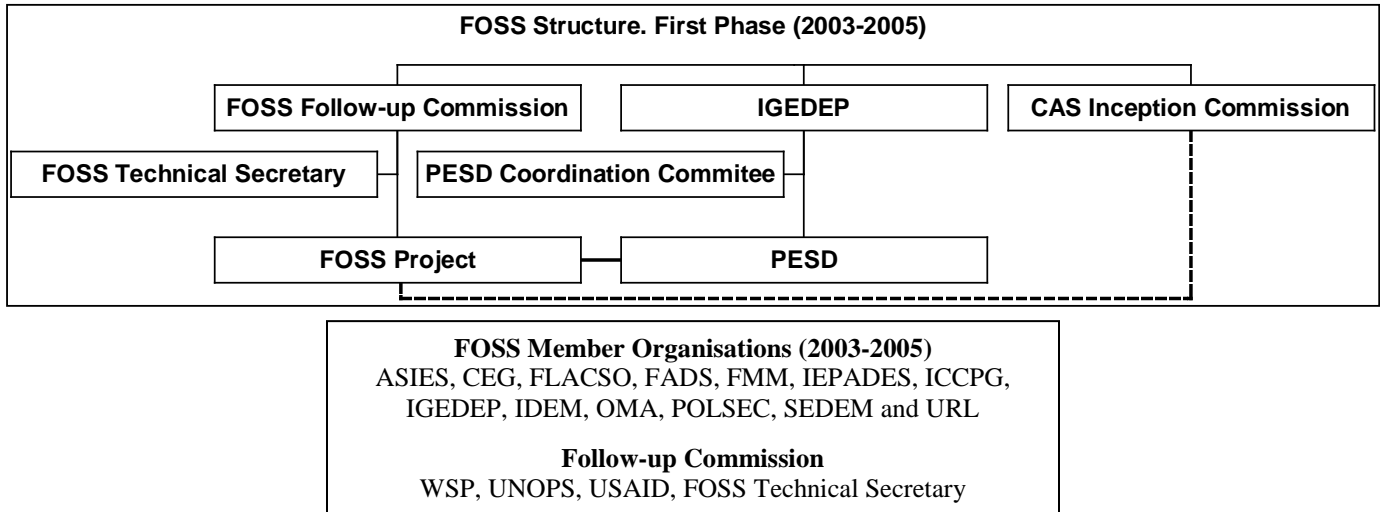 FOSS Structure. First Phase (2003-2005)
FOSS Follow-up Commission
IGEDEP
CAS Inception Commission
FOSS Technical Secretary
PESD Coordination Commitee
FOSS Project
PESD
FOSS Member Organisations (2003-2005)
ASIES, CEG, FLACSO, FADS, FMM, IEPADES, ICCPG,
IGEDEP, IDEM, OMA, POLSEC, SEDEM and URL
Follow-up Commission
WSP, UNOPS, USAID, FOSS Technical Secretary